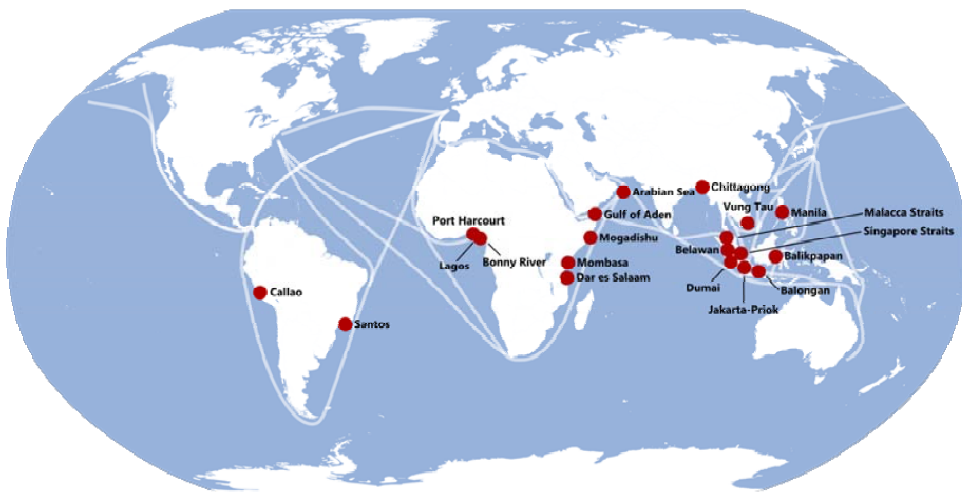 Chittagong
Arabian Sea
Vung Tau
Gulf of Aden
Manila
Malacca Straits
Port Harcourt
Singapore Straits
Mogadishu
Belawan
Balikpapan
Lagos
Bonny River
Mombasa
Dar es Salaam
Dumai
Callao
Balongan
Jakarta-Priok
Santos